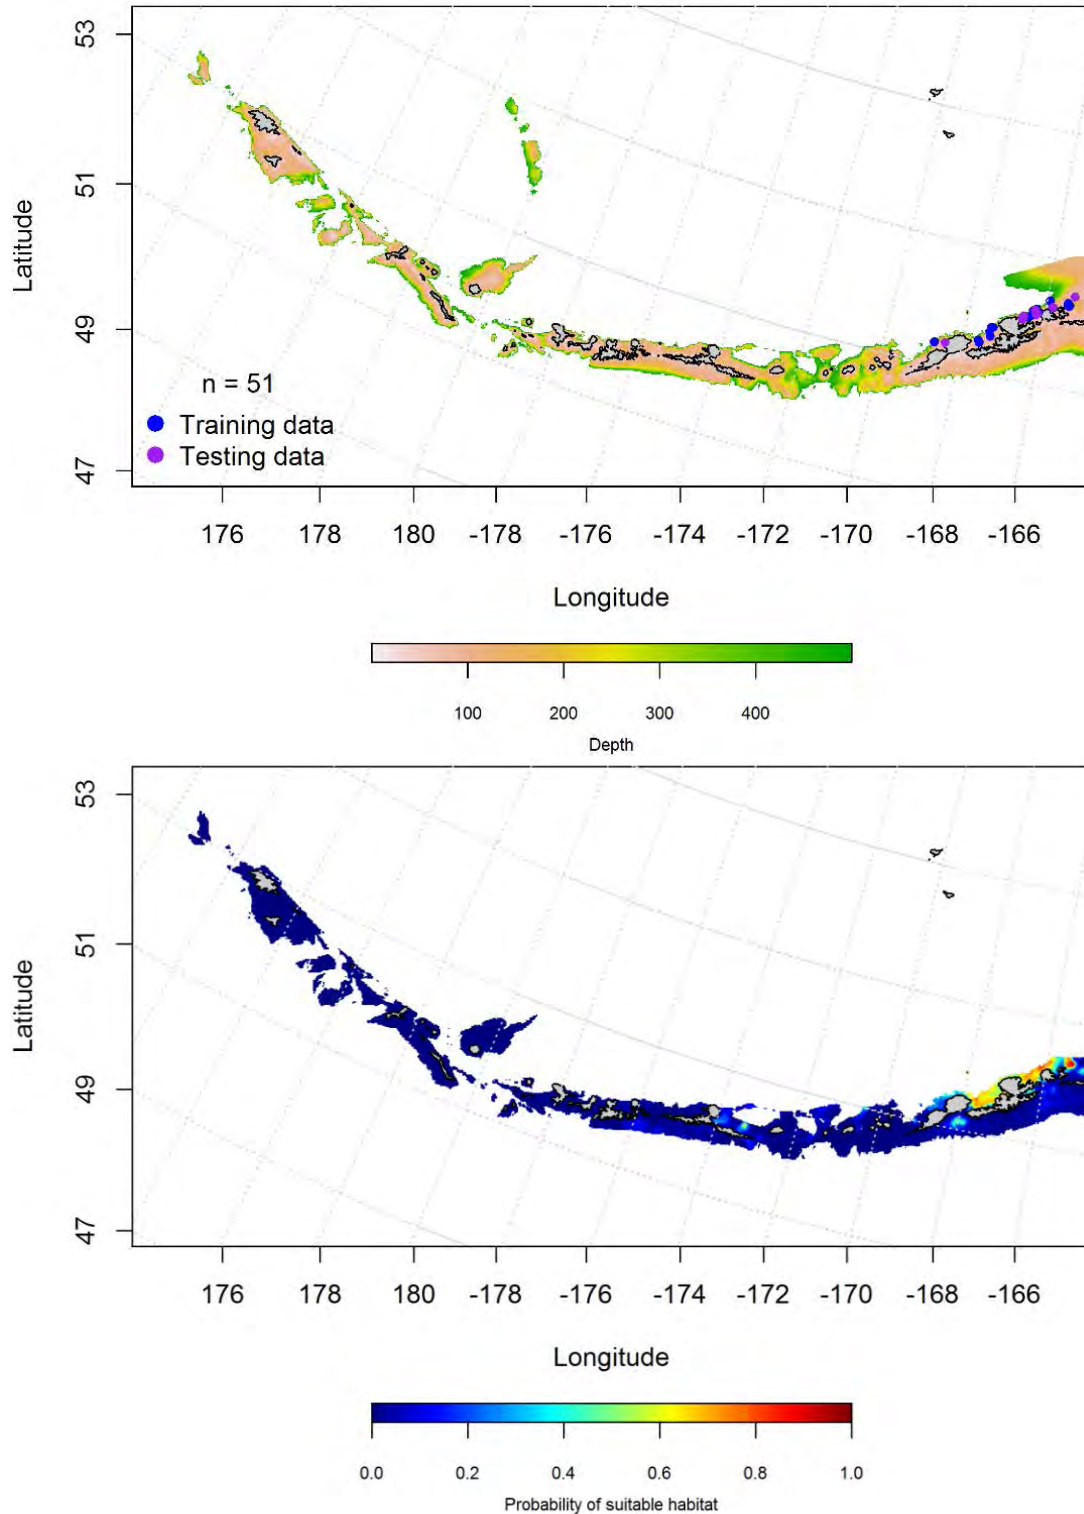 53
51
49
47
Latitude
n = 51
Training data
Testing data
176 178 180 -178 -176 -174 -172 -170 -168 -166
Longitude
100 200 300 400
Depth
53
51
49
47
Latitude
176 178 180 -178 -176 -174 -172 -170 -168 -166
Longitude
0.0 0.2 0.4 0.6 0.8 1.0
Probability of suitable habitat